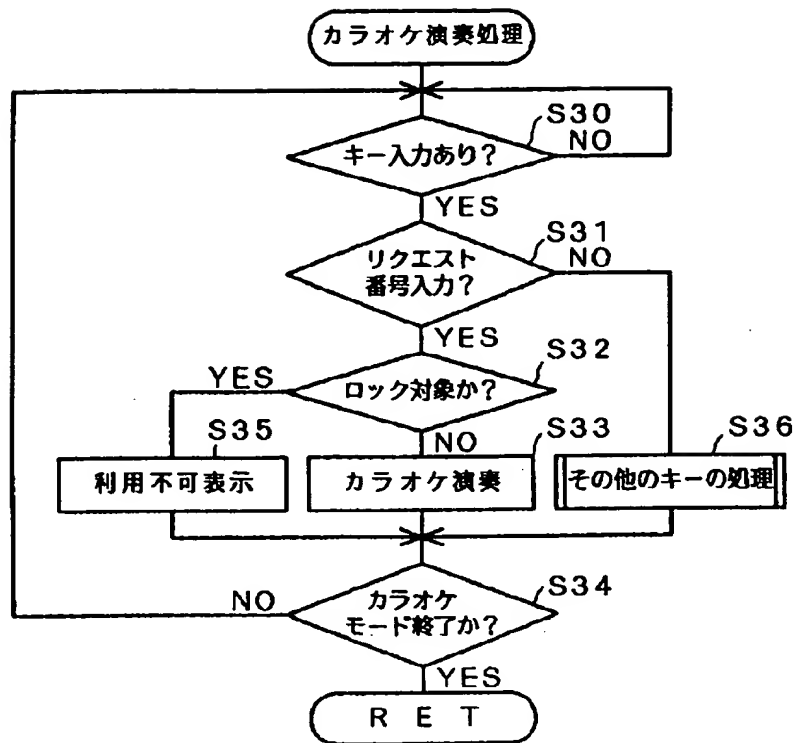 カラオケ演奏処理
S30
キー入力あり?
NO
YES
S31
リクエスト
番号入力?
NO
YES
S32
ロック対象か?
YES
NO
S35
利用不可表示
S33
カラオケ演奏
S36
その他のキーの処理
S34
カラオケ
モード終了か?
NO
YES
RET